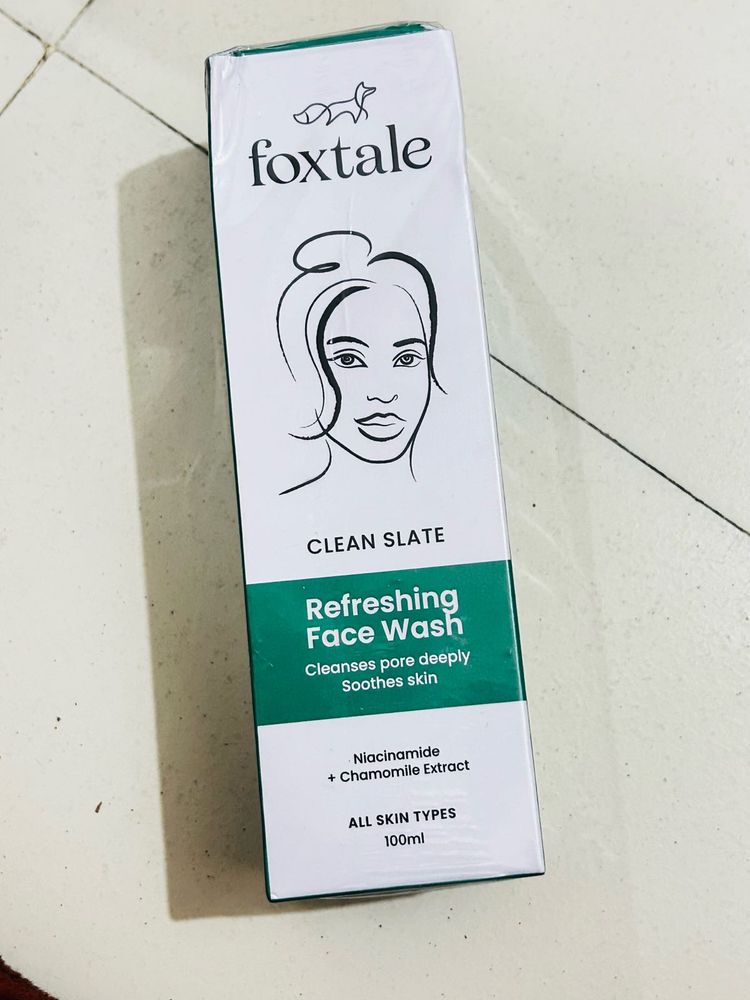 foxtale
CLEAN SLATE
Refreshing
Face Wash
Cleanses pore deeply
Soothes skin
Niacinamide
+ Chamomile Extract
ALL SKIN TYPES
100ml